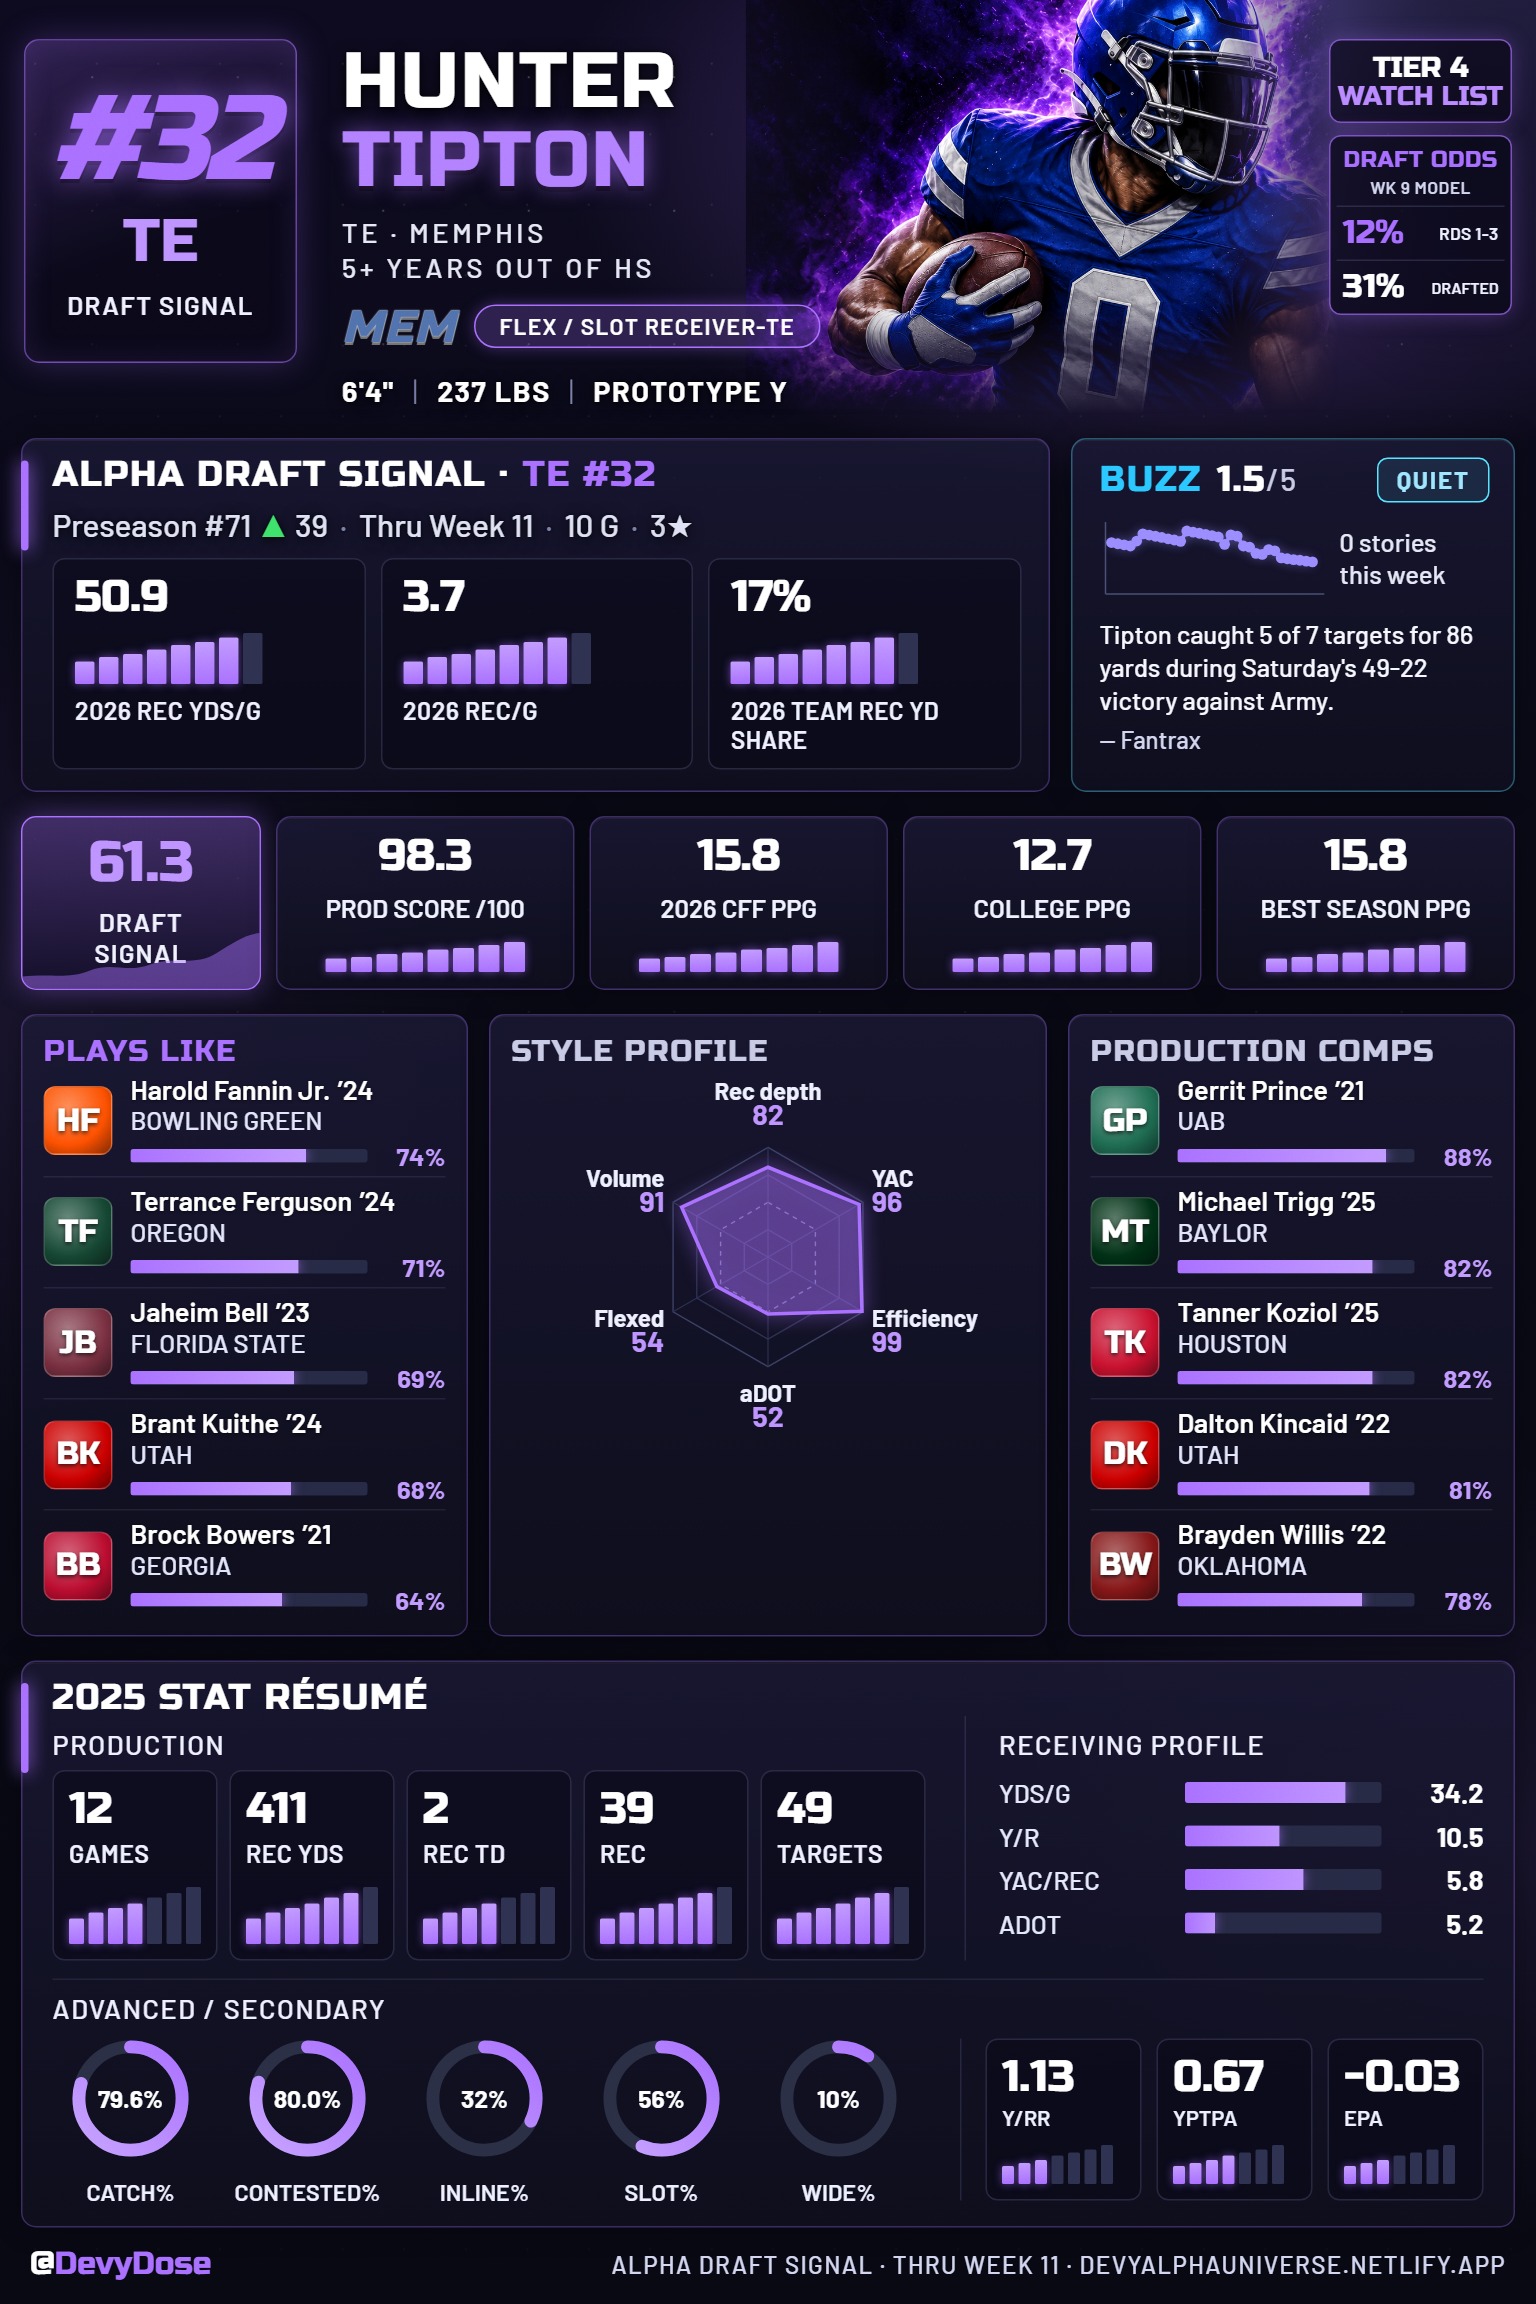 #32
TE
DRAFT SIGNAL
HUNTER
TIPTON
TE · MEMPHIS
5+ YEARS OUT OF HS
MEM
FLEX / SLOT RECEIVER-TE
6'4" | 237 LBS | PROTOTYPE Y
0
TIER 4
WATCH LIST
DRAFT ODDS
WK 9 MODEL
12% RDS 1-3
31% DRAFTED
ALPHA DRAFT SIGNAL · TE #32
Preseason #71 ▲ 39 · Thru Week 11 · 10 G · 3★
50.9
2026 REC YDS/G
3.7
2026 REC/G
17%
2026 TEAM REC YD
SHARE
BUZZ 1.5/5
QUIET
0 stories
this week
Tipton caught 5 of 7 targets for 86
yards during Saturday's 49-22
victory against Army.
— Fantrax
61.3
DRAFT
SIGNAL
98.3
PROD SCORE /100
15.8
2026 CFF PPG
12.7
COLLEGE PPG
15.8
BEST SEASON PPG
PLAYS LIKE
HF
Harold Fannin Jr. ’24
BOWLING GREEN
74%
TF
Terrance Ferguson ’24
OREGON
71%
JB
Jaheim Bell ’23
FLORIDA STATE
69%
BK
Brant Kuithe ’24
UTAH
68%
BB
Brock Bowers ’21
GEORGIA
64%
STYLE PROFILE
Rec depth
82
YAC
96
Efficiency
99
aDOT
52
Flexed
54
Volume
91
PRODUCTION COMPS
GP
Gerrit Prince ’21
UAB
88%
MT
Michael Trigg ’25
BAYLOR
82%
TK
Tanner Koziol ’25
HOUSTON
82%
DK
Dalton Kincaid ’22
UTAH
81%
BW
Brayden Willis ’22
OKLAHOMA
78%
2025 STAT RÉSUMÉ
PRODUCTION
12
GAMES
411
REC YDS
2
REC TD
39
REC
49
TARGETS
RECEIVING PROFILE
YDS/G 34.2
Y/R 10.5
YAC/REC 5.8
ADOT 5.2
ADVANCED / SECONDARY
79.6%
CATCH%
80.0%
CONTESTED%
32%
INLINE%
56%
SLOT%
10%
WIDE%
1.13
Y/RR
0.67
YPTPA
-0.03
EPA
@DevyDose
ALPHA DRAFT SIGNAL · THRU WEEK 11 · DEVYALPHAUNIVERSE.NETLIFY.APP